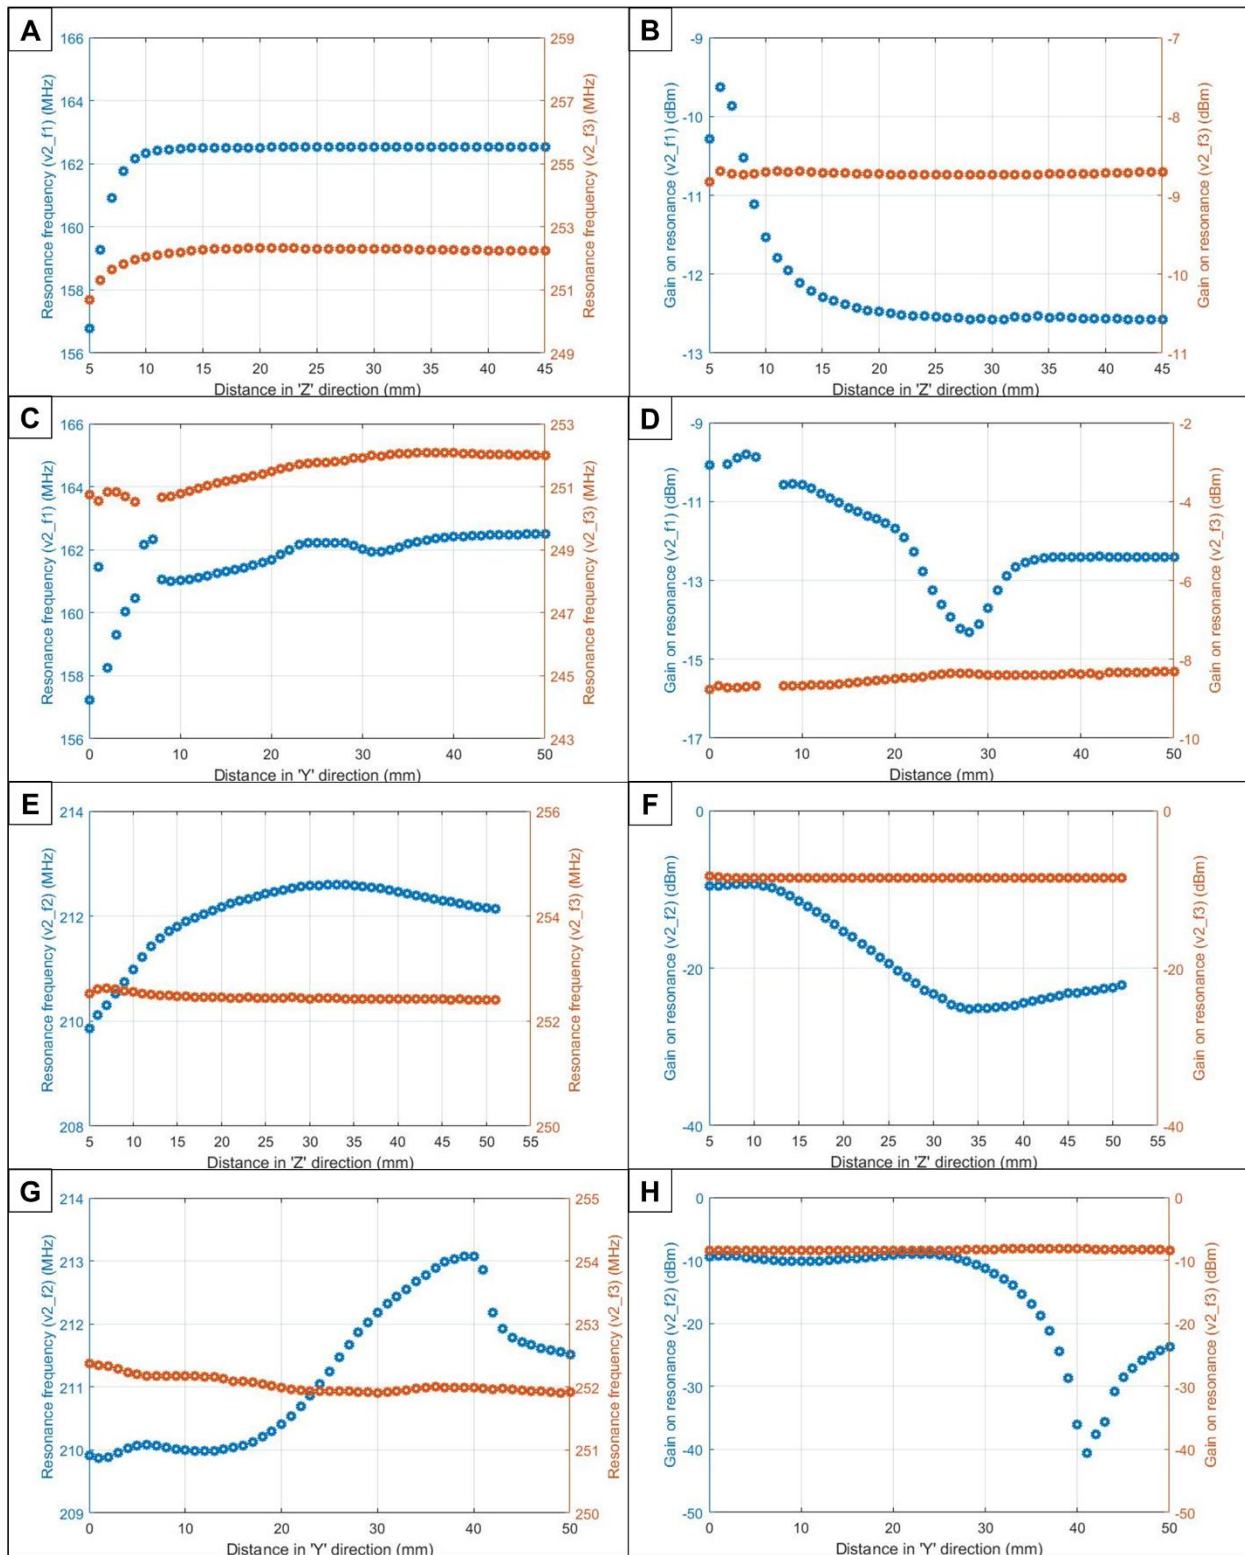 A
166
164
162
160
158
156
Resonance frequency (v2_f1) (MHz)
259
257
255
253
251
249
Resonance frequency (v2_f3) (MHz)
5 10 15 20 25 30 35 40 45
Distance in 'Z' direction (mm)
B
-9
-10
-11
-12
-13
Gain on resonance (v2_f1) (dBm)
-7
-8
-9
-10
-11
Gain on resonance (v2_f3) (dBm)
5 10 15 20 25 30 35 40 45
Distance in 'Z' direction (mm)
C
166
164
162
160
158
156
Resonance frequency (v2_f1) (MHz)
253
251
249
247
245
243
Resonance frequency (v2_f3) (MHz)
0 10 20 30 40 50
Distance in 'Y' direction (mm)
D
-9
-11
-13
-15
-17
Gain on resonance (v2_f1) (dBm)
-2
-4
-6
-8
-10
Gain on resonance (v2_f3) (dBm)
0 10 20 30 40 50
Distance (mm)
E
214
212
210
208
Resonance frequency (v2_f2) (MHz)
256
254
252
250
Resonance frequency (v2_f3) (MHz)
5 10 15 20 25 30 35 40 45 50 55
Distance in 'Z' direction (mm)
F
0
-20
-40
Gain on resonance (v2_f2) (dBm)
0
-20
-40
Gain on resonance (v2_f3) (dBm)
5 10 15 20 25 30 35 40 45 50 55
Distance in 'Z' direction (mm)
G
214
213
212
211
210
209
Resonance frequency (v2_f2) (MHz)
255
254
253
252
251
250
Resonance frequency (v2_f3) (MHz)
0 10 20 30 40 50
Distance in 'Y' direction (mm)
H
0
-10
-20
-30
-40
-50
Gain on resonance (v2_f2) (dBm)
0
-10
-20
-30
-40
-50
Gain on resonance (v2_f3) (dBm)
0 10 20 30 40 50
Distance in 'Y' direction (mm)